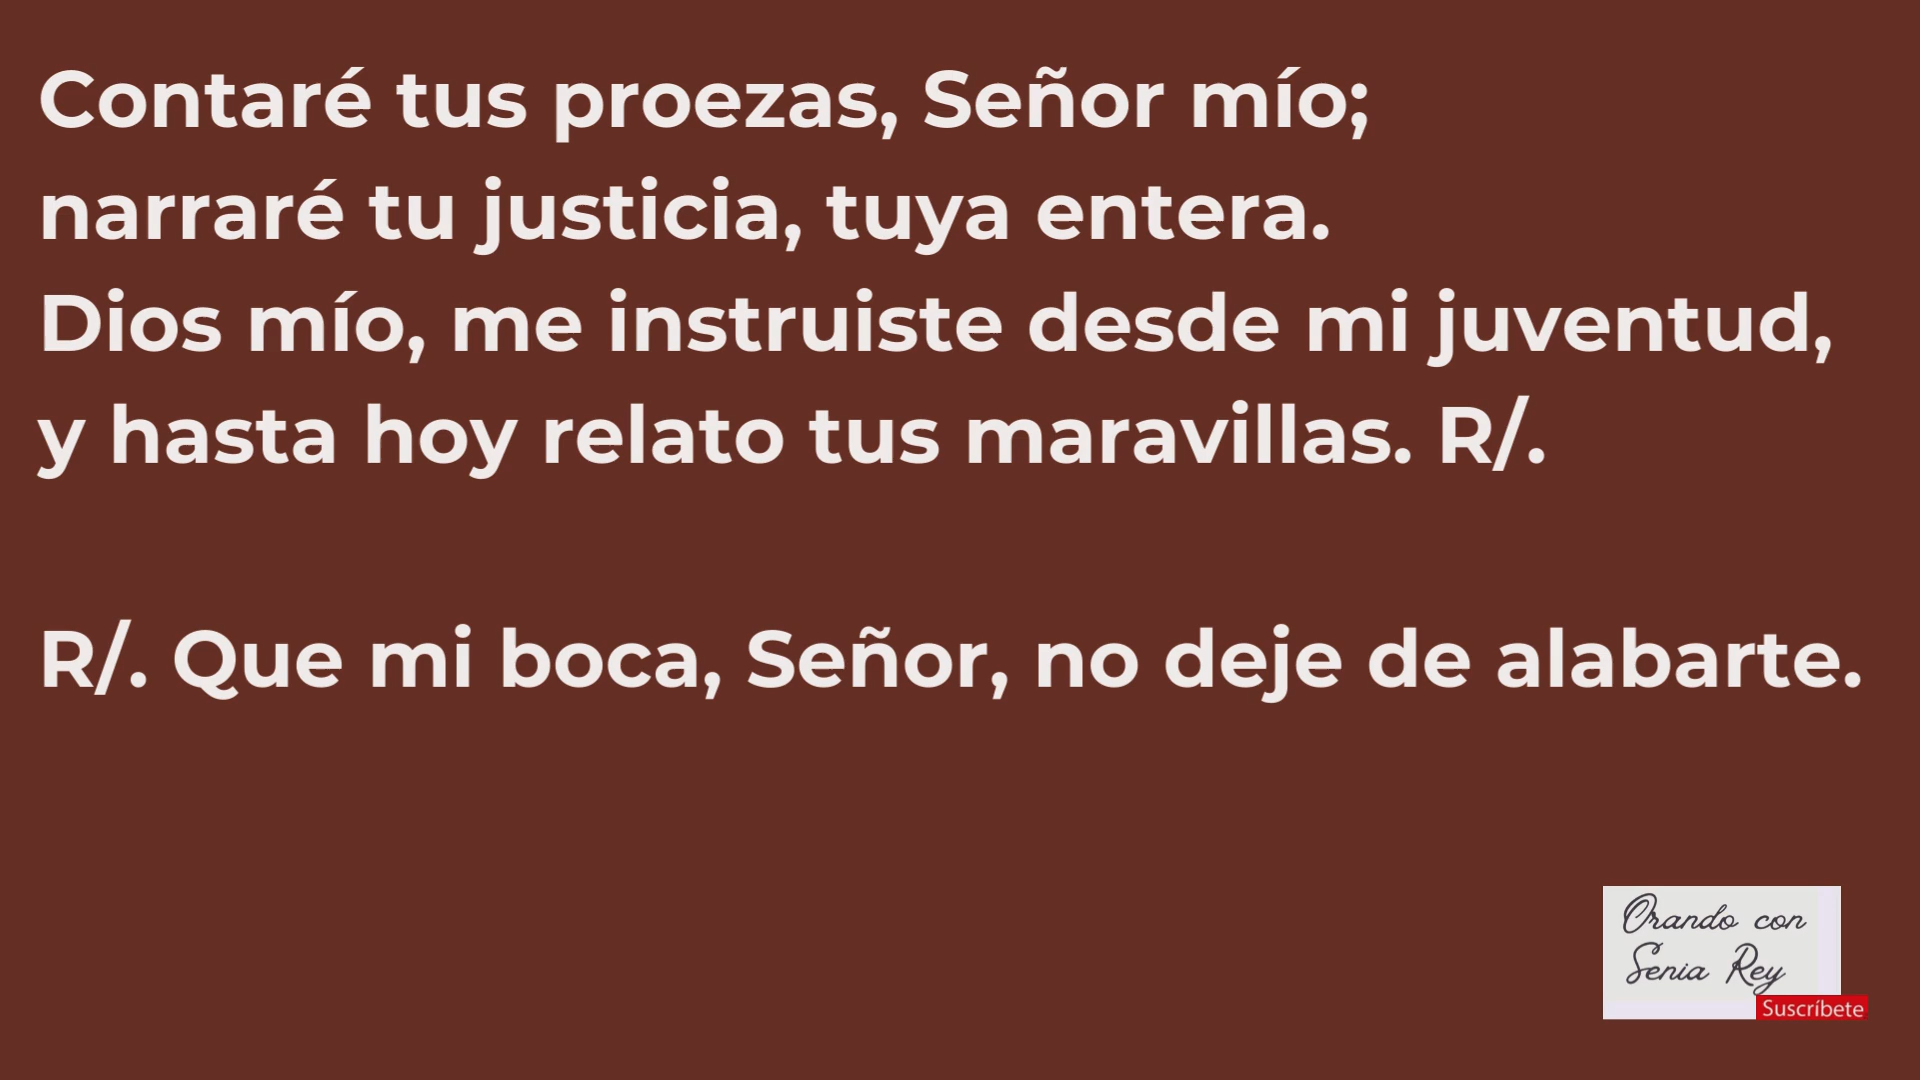 Contaré tus proezas, Señor mío;
narraré tu justicia, tuya entera.
Dios mío, me instruiste desde mi juventud,
y hasta hoy relato tus maravillas. R/.
R/. Que mi boca, Señor, no deje de alabarte.
Orando con
Senia Rey
Suscríbete